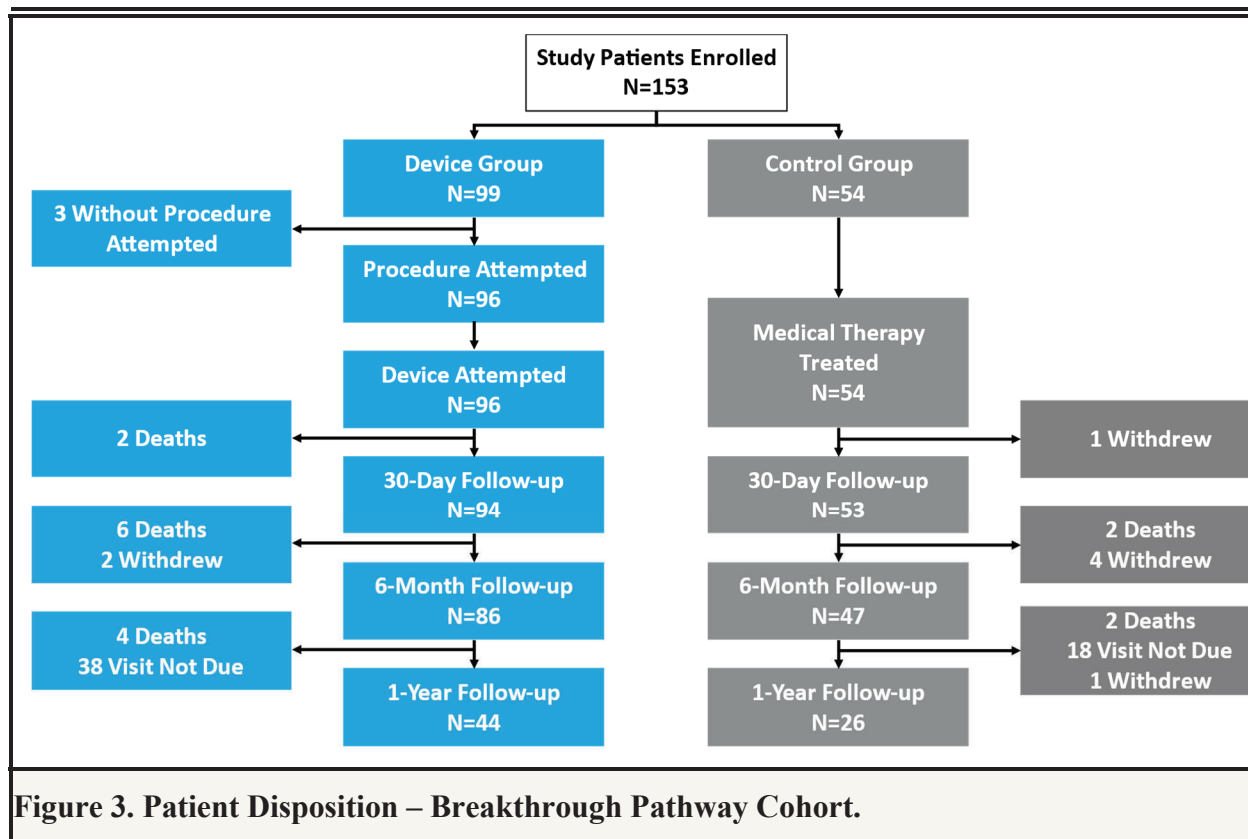 Study Patients Enrolled
N=153
Device Group
N=99
Control Group
N=54
3 Without Procedure
Attempted
Procedure Attempted
N=96
Medical Therapy
Treated
N=54
Device Attempted
N=96
2 Deaths
1 Withdrew
30-Day Follow-up
N=94
30-Day Follow-up
N=53
6 Deaths
2 Withdrew
2 Deaths
4 Withdrew
6-Month Follow-up
N=86
6-Month Follow-up
N=47
4 Deaths
38 Visit Not Due
2 Deaths
18 Visit Not Due
1 Withdrew
1-Year Follow-up
N=44
1-Year Follow-up
N=26
Figure 3. Patient Disposition – Breakthrough Pathway Cohort.